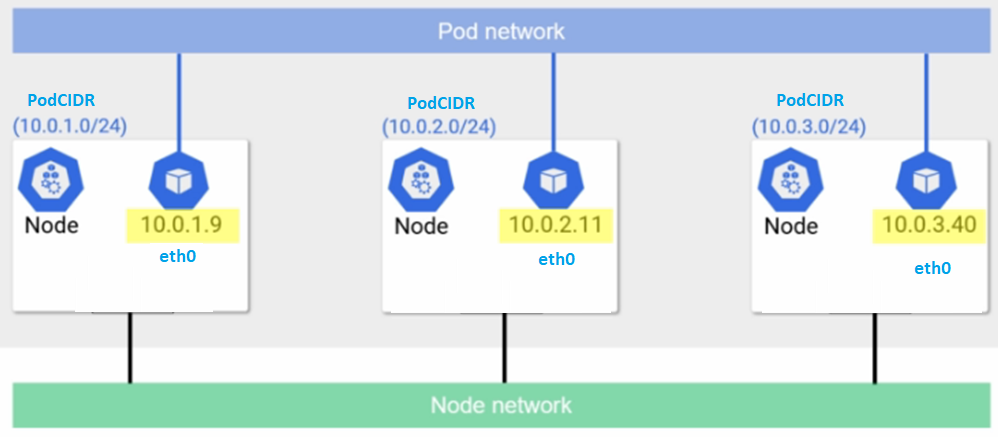 Pod network
PodCIDR
(10.0.1.0/24)
Node
10.0.1.9
eth0
PodCIDR
(10.0.2.0/24)
Node
10.0.2.11
eth0
PodCIDR
(10.0.3.0/24)
Node
10.0.3.40
eth0
Node network